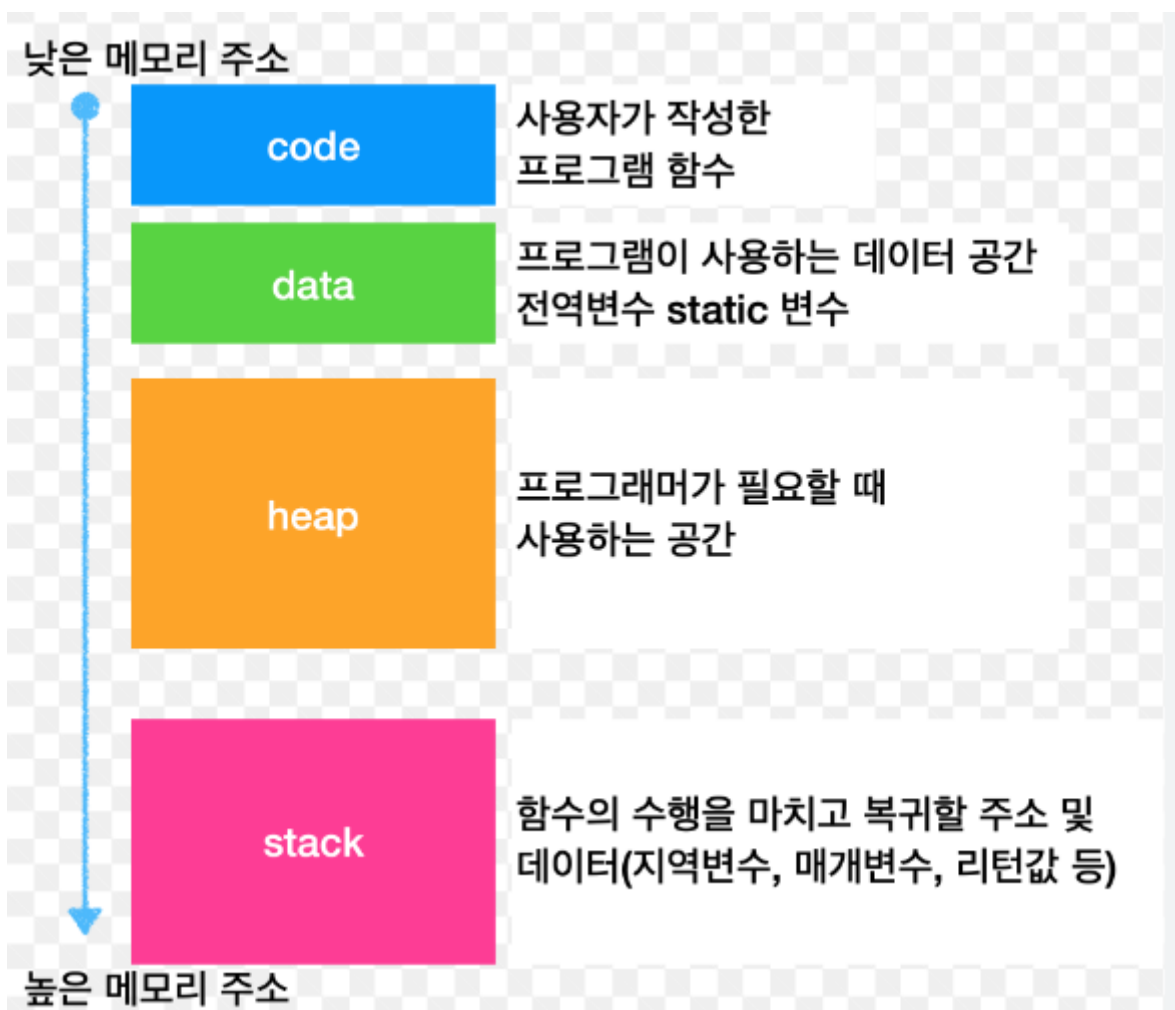 낮은 메모리 주소
code
사용자가 작성한
프로그램 함수
data
프로그램이 사용하는 데이터 공간
전역변수 static 변수
heap
프로그래머가 필요할 때
사용하는 공간
stack
함수의 수행을 마치고 복귀할 주소 및
데이터(지역변수, 매개변수, 리턴값 등)
높은 메모리 주소